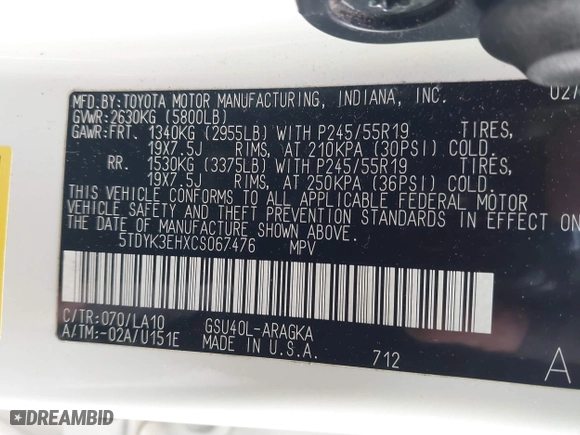 MFD.BY:TOYOTA MOTOR MANUFACTURING, INDIANA, INC. 02/
GVWR:2630KG (5800LB)
GAWR:FRT. 1340KG (2955LB) WITH P245/55R19 TIRES,
19X7.5J RIMS, AT 210KPA (30PSI) COLD.
RR. 1530KG (3375LB) WITH P245/55R19 TIRES,
19X7.5J RIMS, AT 250KPA (36PSI) COLD.
THIS VEHICLE CONFORMS TO ALL APPLICABLE FEDERAL MOTOR
VEHICLE SAFETY AND THEFT PREVENTION STANDARDS IN EFFECT ON
THE DATE OF MANUFACTURE SHOWN ABOVE.
5TDYK3EHXCS067476 MPV
C/TR:070/LA10 GSU40L-ARAGKA
A/TM:-02A/U151E MADE IN U.S.A. 712
A
DREAMBID